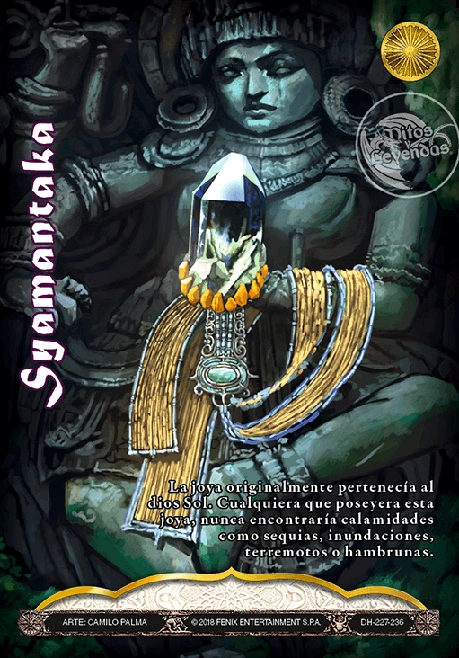 Mitos y
Leyendas
Syamantaka
La joya originalmente pertenecía al
dios Sol. Cualquiera que poseyera esta
joya, nunca encontraría calamidades
como sequias, inundaciones,
terremotos o hambrunas.
ARTE: CAMILO PALMA
© 2018 FENIX ENTERTAINMENT S.P.A.
DH-227-236